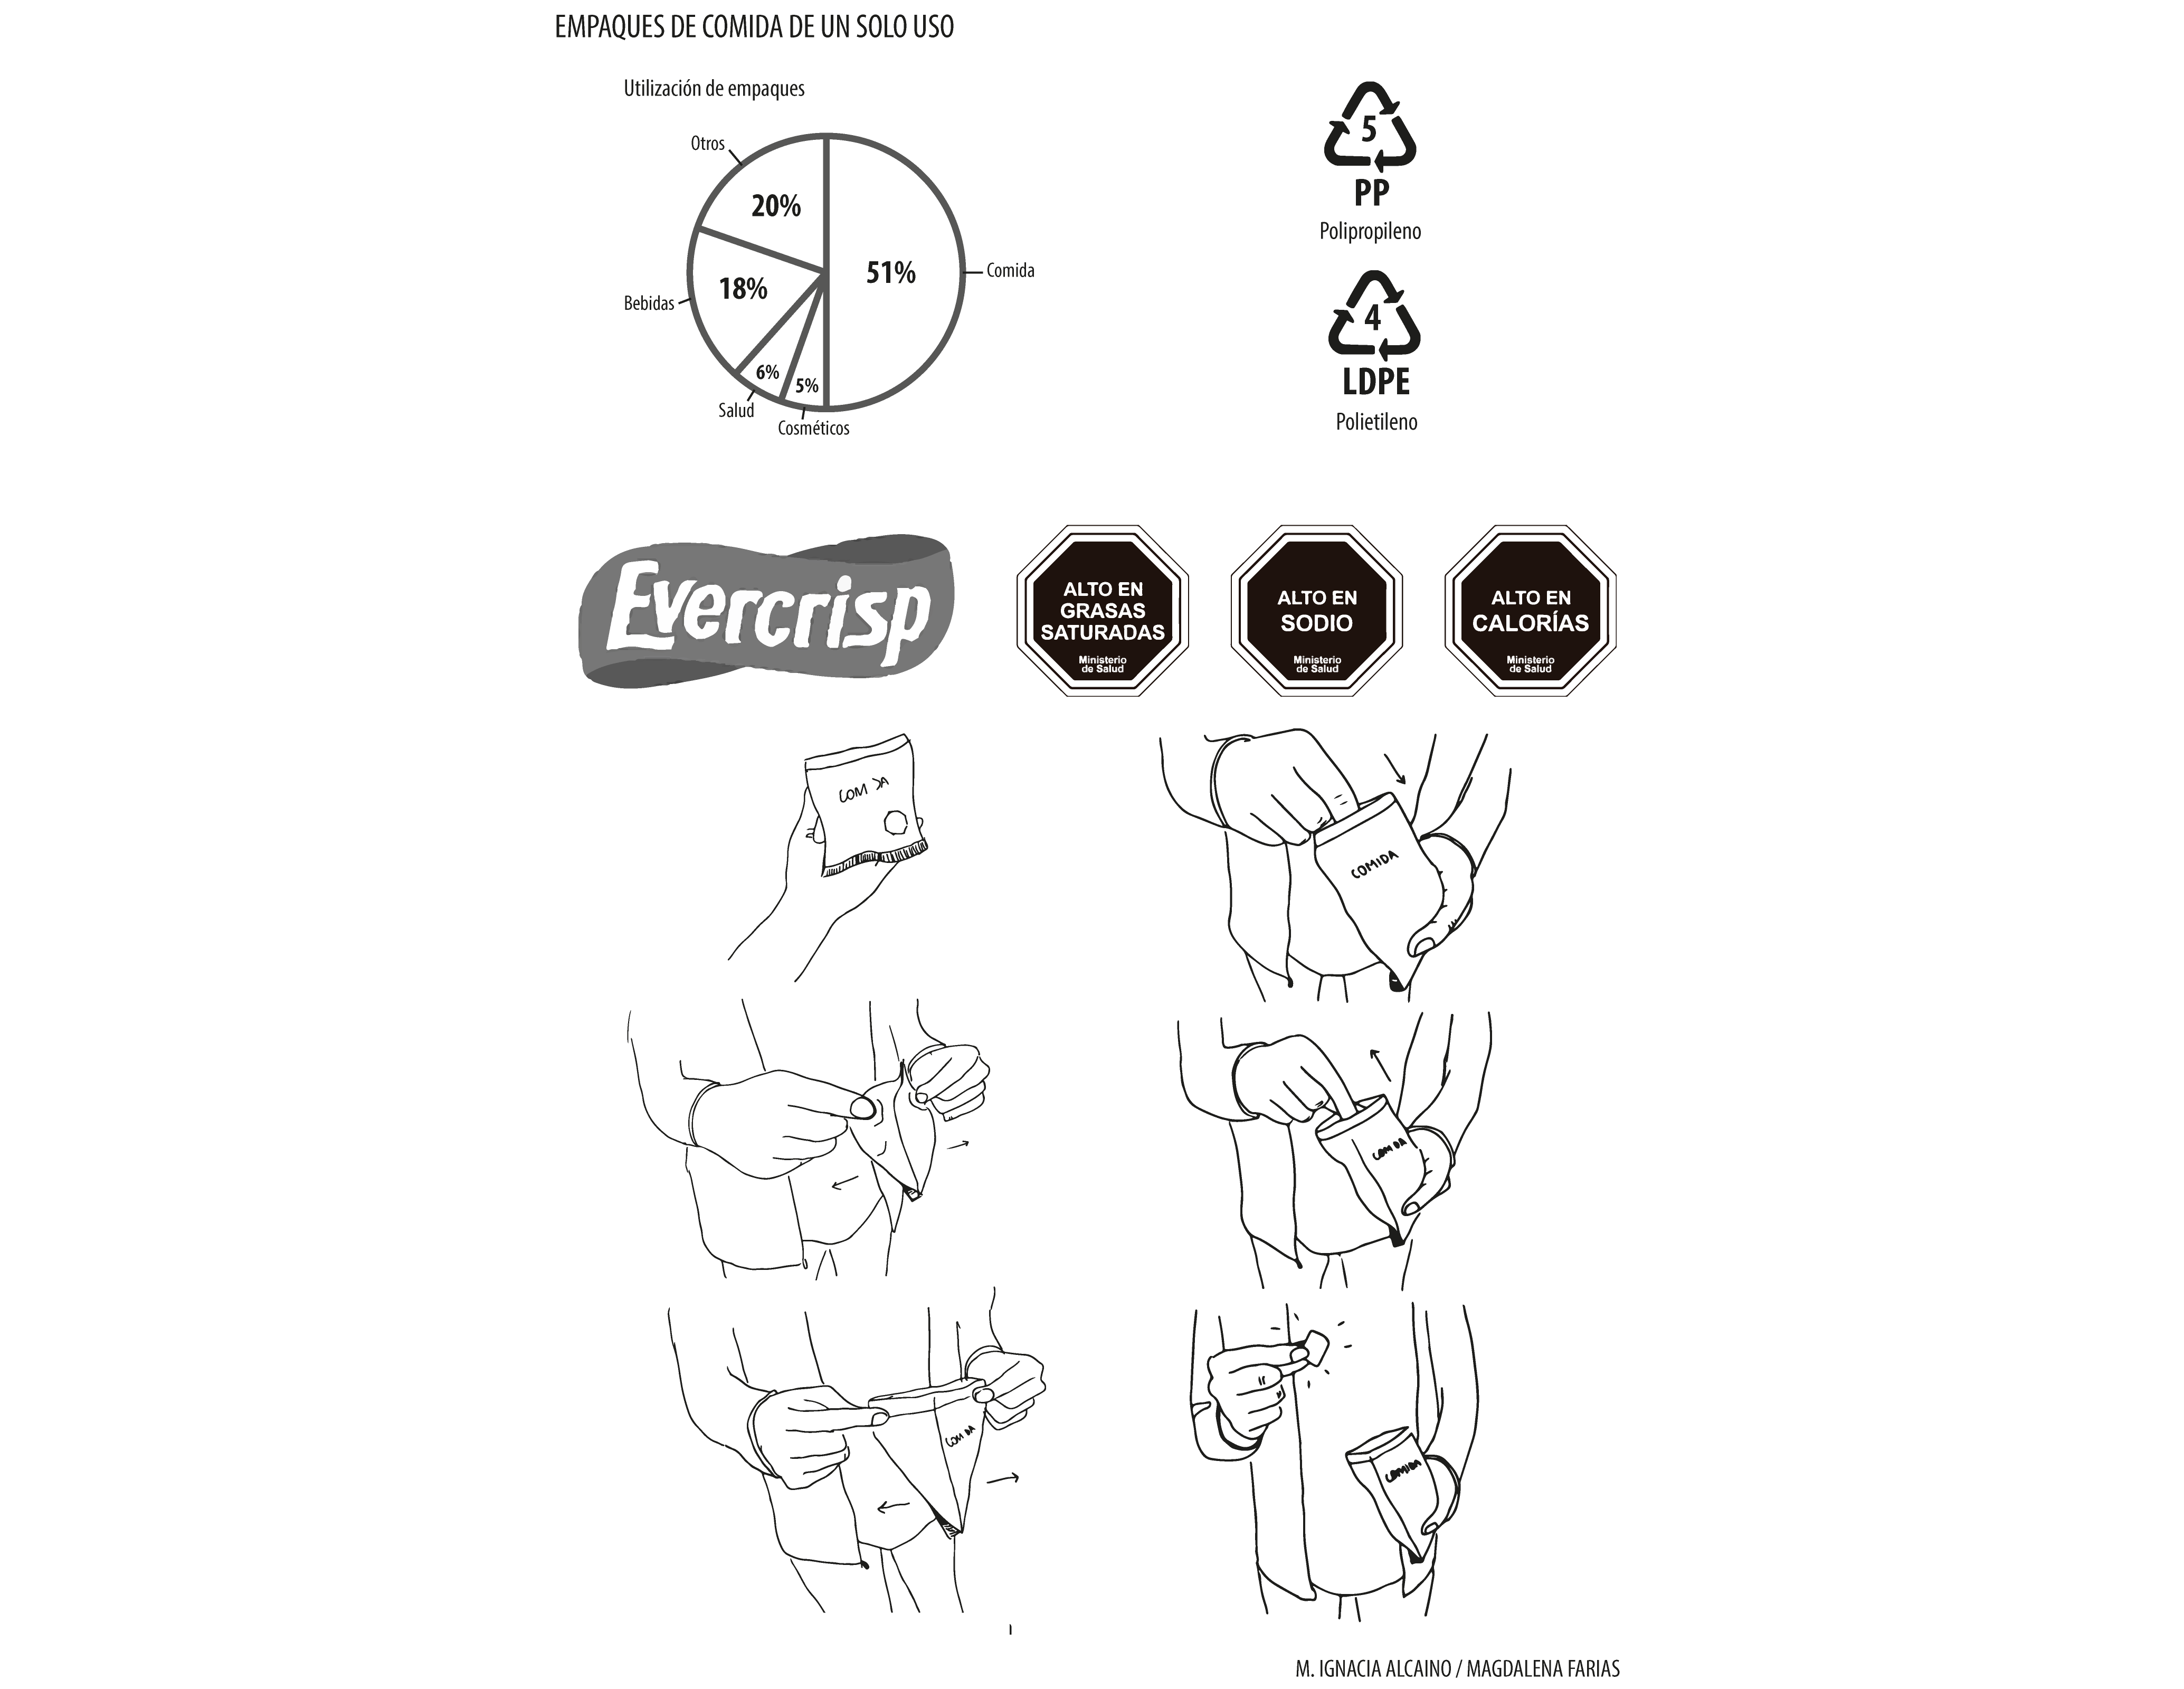 EMPAQUES DE COMIDA DE UN SOLO USO
Utilización de empaques
Otros
20%
51%
Comida
18%
Bebidas
6%
5%
Salud
Cosméticos
5
PP
Polipropileno
4
LDPE
Polietileno
Evercrisp
ALTO EN
GRASAS
SATURADAS
Ministerio
de Salud
ALTO EN
SODIO
Ministerio
de Salud
ALTO EN
CALORÍAS
Ministerio
de Salud
COMIDA
COMIDA
COMIDA
COMIDA
COMIDA
M. IGNACIA ALCAINO / MAGDALENA FARIAS